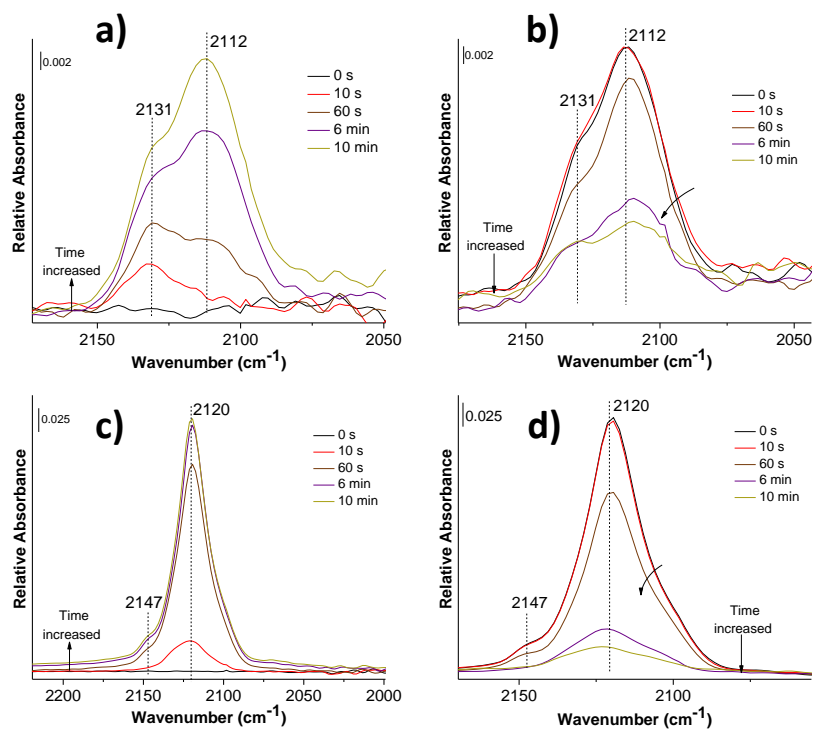 a)
0.002
2131
2112
0 s
10 s
60 s
6 min
10 min
Time
increased
Relative Absorbance
2150
2100
2050
Wavenumber (cm-1)
b)
0.002
2131
2112
0 s
10 s
60 s
6 min
10 min
Time
increased
Relative Absorbance
2150
2100
2050
Wavenumber (cm-1)
c)
0.025
2147
2120
0 s
10 s
60 s
6 min
10 min
Time
increased
Relative Absorbance
2200
2150
2100
2050
2000
Wavenumber (cm-1)
d)
0.025
2147
2120
0 s
10 s
60 s
6 min
10 min
Time
increased
Relative Absorbance
2150
2100
Wavenumber (cm-1)